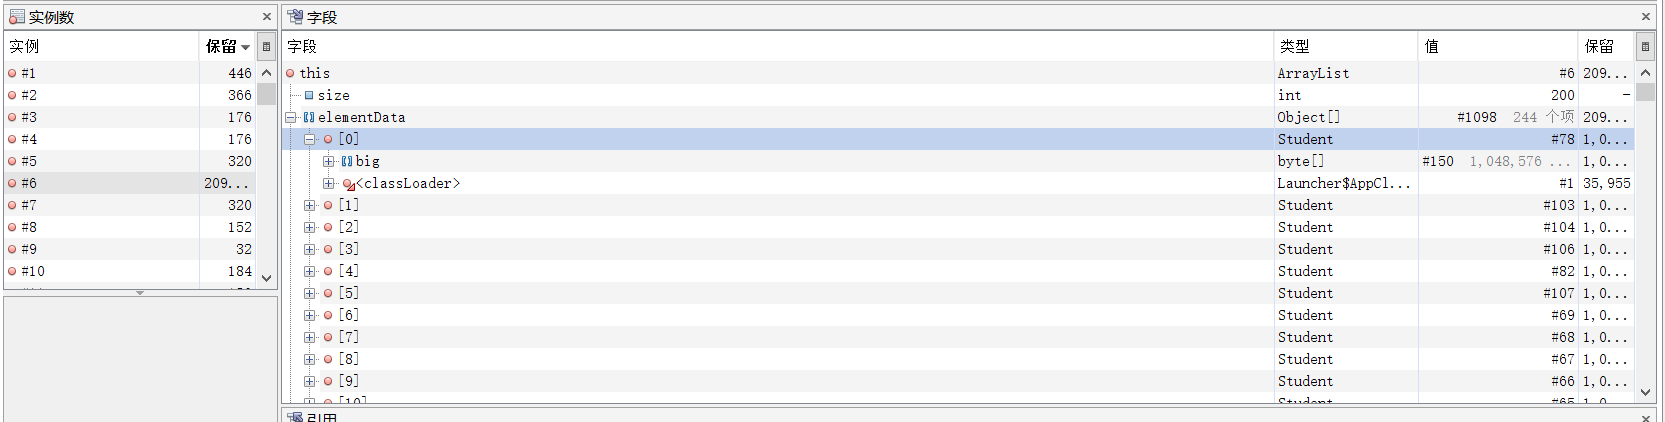 实例数
实例 保留
#1 446
#2 366
#3 176
#4 176
#5 320
#6 209...
#7 320
#8 152
#9 32
#10 184
字段
字段 类型 值 保留
this ArrayList #6 209...
size int 200 -
elementData Object[] #1098 244 个项 209...
[0] Student #78 1,0...
big byte[] #150 1,048,576 ... 1,0...
<classLoader> Launcher$AppCl... #1 35,955
[1] Student #103 1,0...
[2] Student #104 1,0...
[3] Student #106 1,0...
[4] Student #82 1,0...
[5] Student #107 1,0...
[6] Student #69 1,0...
[7] Student #68 1,0...
[8] Student #67 1,0...
[9] Student #66 1,0...
[10] Student #65 1,0...
引用